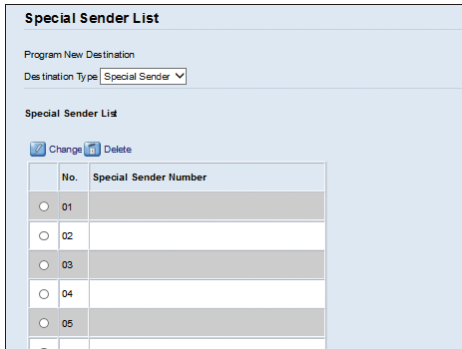 Special Sender List
Program New Destination
Destination Type Special Sender
Special Sender List
Change Delete
No. Special Sender Number
01
02
03
04
05